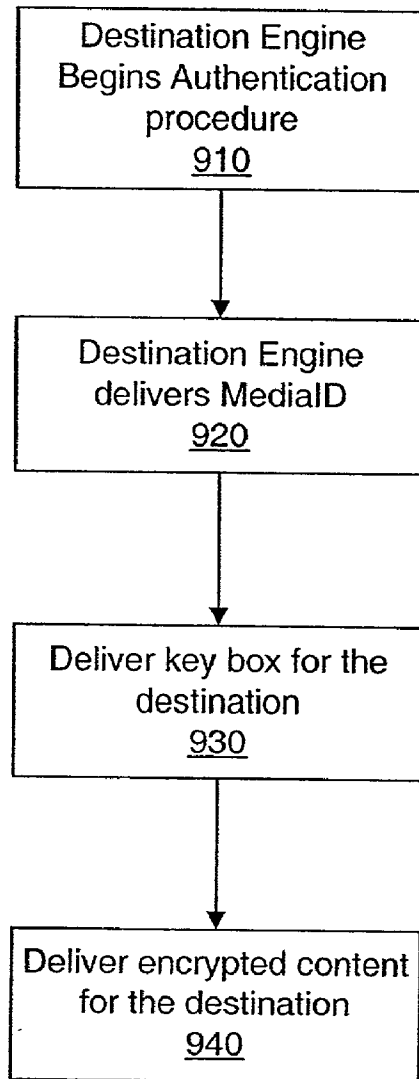 Destination Engine
Begins Authentication
procedure
910
Destination Engine
delivers MediaID
920
Deliver key box for the
destination
930
Deliver encrypted content
for the destination
940